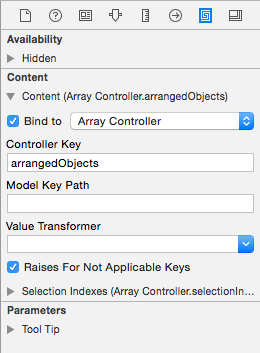 Availability
Hidden
Content
Content (Array Controller.arrangedObjects)
Bind to Array Controller
Controller Key
arrangedObjects
Model Key Path
Value Transformer
Raises For Not Applicable Keys
Selection Indexes (Array Controller.selectionIn...
Parameters
Tool Tip